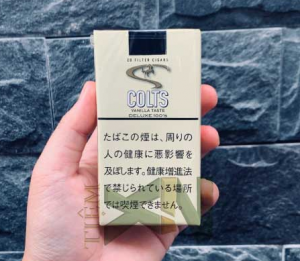 20 FILTER CIGARS
COLTS
VANILLA TASTE
DELUXE 100's
たばこの煙は、周りの
人の健康に悪影響を
及ぼします。健康増進法
で禁じられている場所
では喫煙できません。
TIỆM